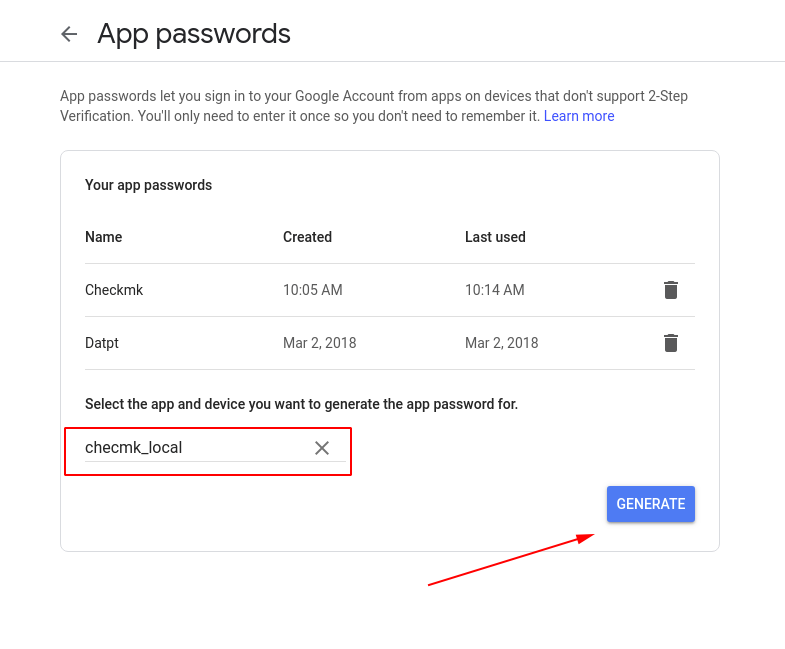 App passwords
App passwords let you sign in to your Google Account from apps on devices that don't support 2-Step
Verification. You'll only need to enter it once so you don't need to remember it. Learn more
Your app passwords
Name Created Last used
Checkmk 10:05 AM 10:14 AM
Datpt Mar 2, 2018 Mar 2, 2018
Select the app and device you want to generate the app password for.
checmk_local
GENERATE